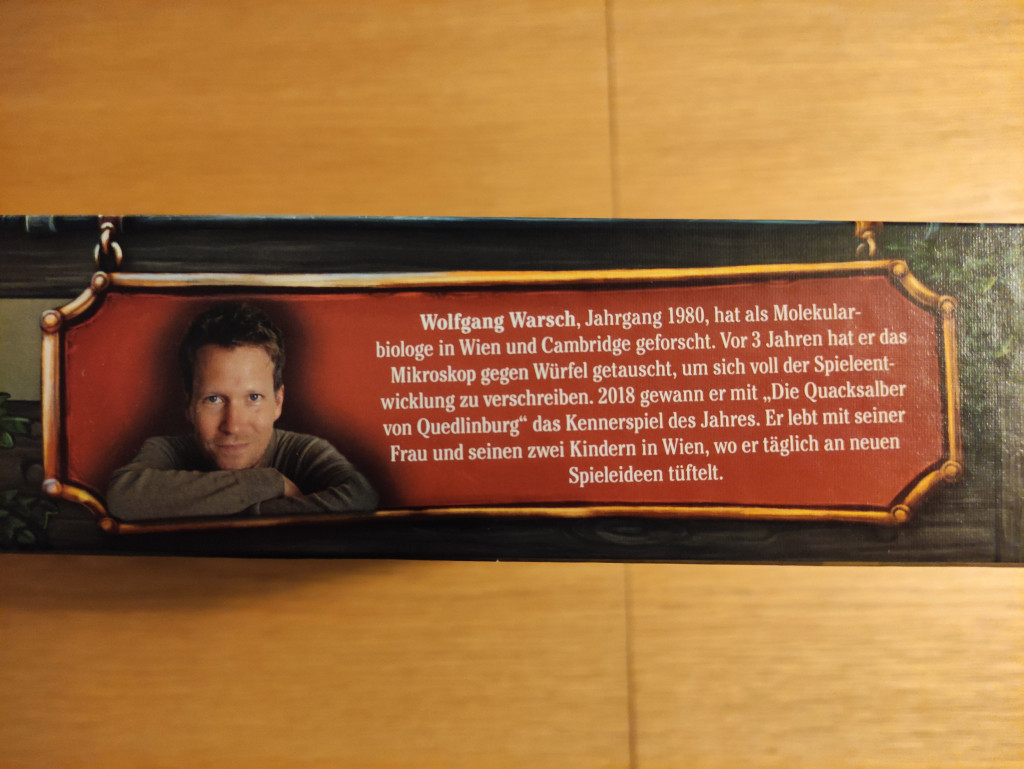 Wolfgang Warsch, Jahrgang 1980, hat als Molekular-
biologe in Wien und Cambridge geforscht. Vor 3 Jahren hat er das
Mikroskop gegen Würfel getauscht, um sich voll der Spieleent-
wicklung zu verschreiben. 2018 gewann er mit „Die Quacksalber
von Quedlinburg“ das Kennerspiel des Jahres. Er lebt mit seiner
Frau und seinen zwei Kindern in Wien, wo er täglich an neuen
Spieleideen tüftelt.